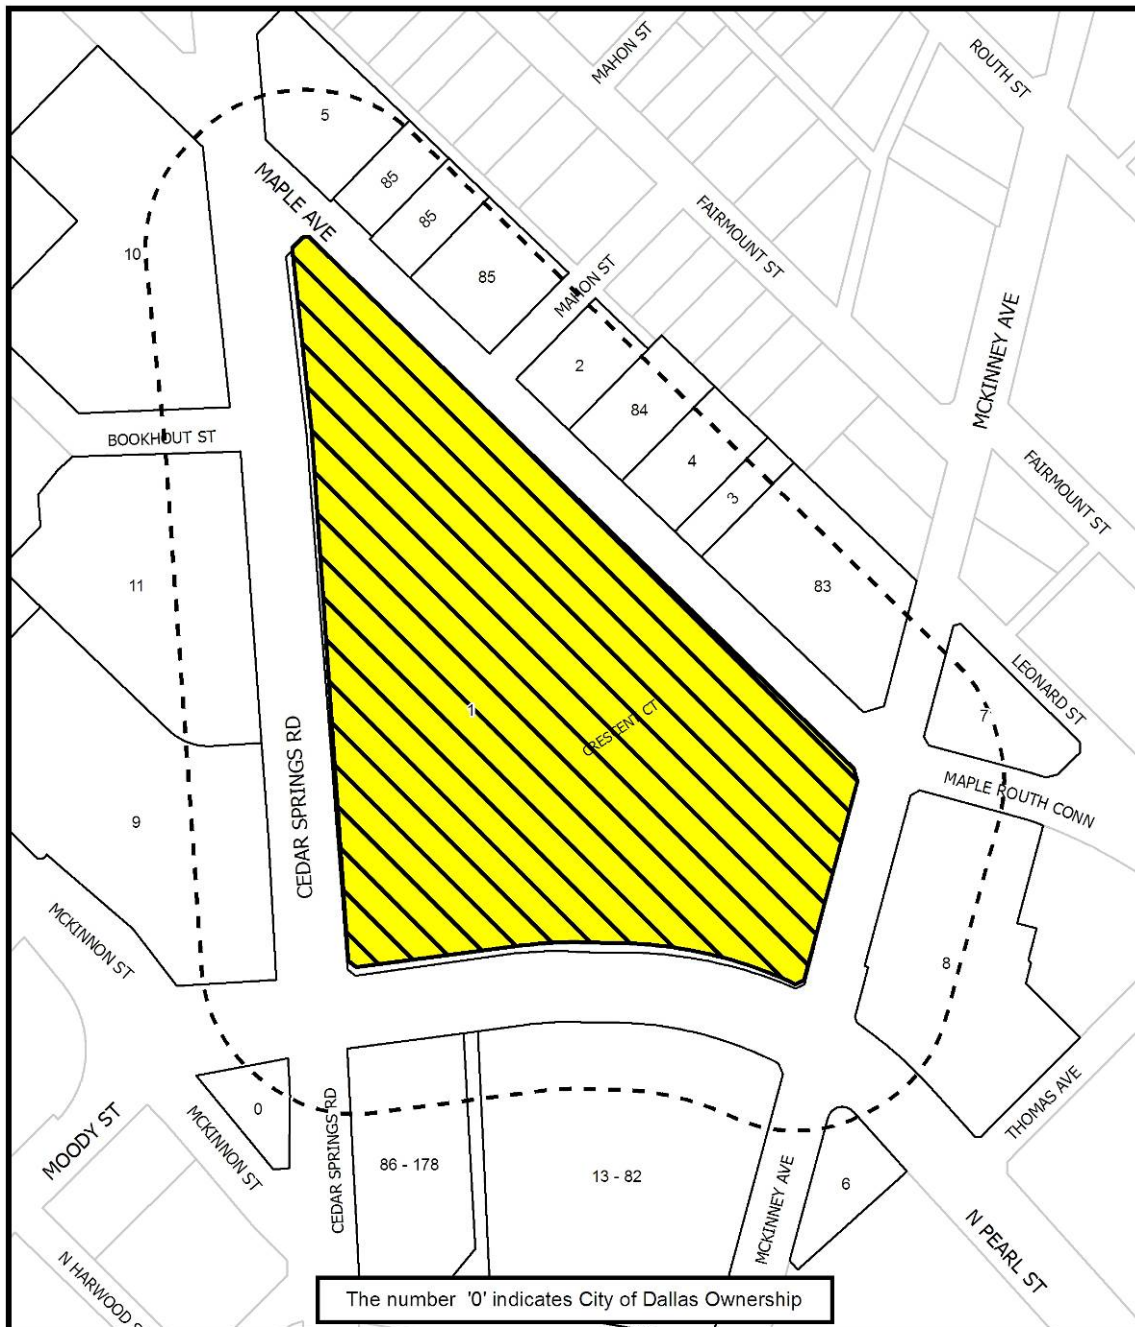 MAHON ST
ROUTH ST
5
85
MAPLE AVE
85
FAIRMOUNT ST
10
85
MAHON ST
MCKINNEY AVE
2
84
BOOKHOUT ST
4
FAIRMOUNT ST
3
11
83
LEONARD ST
1
CRESCENT CT
7
CEDAR SPRINGS RD
MAPLE ROUTH CONN
9
MCKINNON ST
8
0
CEDAR SPRINGS RD
THOMAS AVE
MOODY ST
MCKINNON ST
86 - 178
13 - 82
6
MCKINNEY AVE
N PEARL ST
N HARWOOD S
The number '0' indicates City of Dallas Ownership